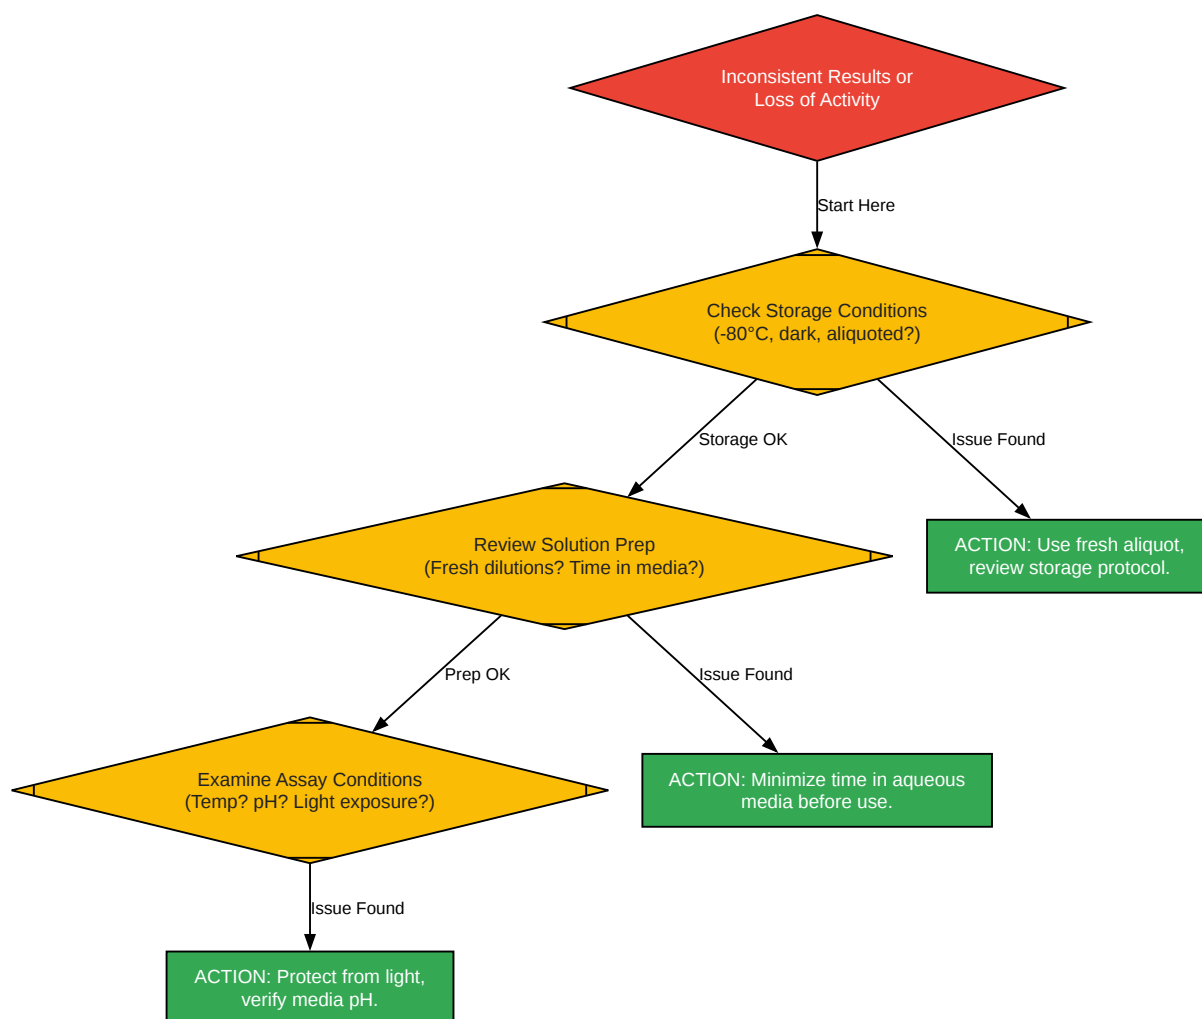 Inconsistent Results or
Loss of Activity
Start Here
Check Storage Conditions
(-80°C, dark, aliquoted?)
Storage OK
Issue Found
Review Solution Prep
(Fresh dilutions? Time in media?)
ACTION: Use fresh aliquot,
review storage protocol.
Prep OK
Issue Found
Examine Assay Conditions
(Temp? pH? Light exposure?)
ACTION: Minimize time in aqueous
media before use.
Issue Found
ACTION: Protect from light,
verify media pH.